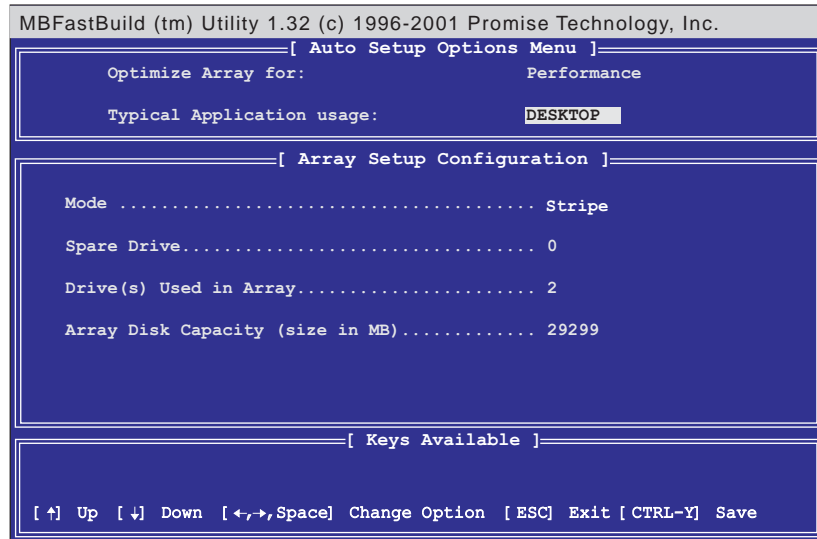 MBFastBuild (tm) Utility 1.32 (c) 1996-2001 Promise Technology, Inc.
[ Auto Setup Options Menu ]
Optimize Array for: Performance
Typical Application usage: DESKTOP
[ Array Setup Configuration ]
Mode ........................................ Stripe
Spare Drive.................................. 0
Drive(s) Used in Array....................... 2
Array Disk Capacity (size in MB)............. 29299
[ Keys Available ]
[↑] Up [↓] Down [←,→,Space] Change Option [ESC] Exit [CTRL-Y] Save